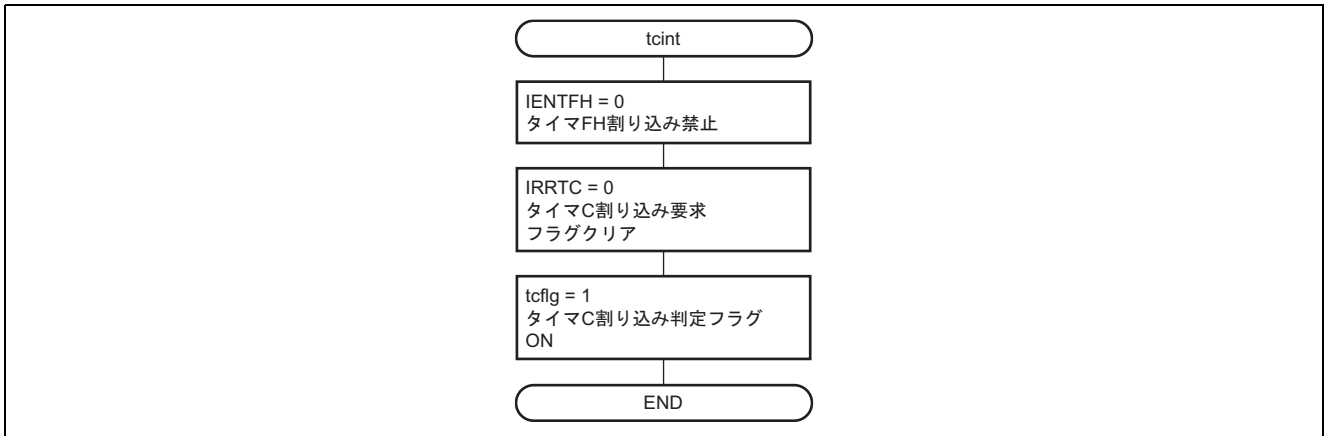 tcint
IENTFH = 0
タイマFH割り込み禁止
IRRTC = 0
タイマC割り込み要求
フラグクリア
tcflg = 1
タイマC割り込み判定フラグ
ON
END